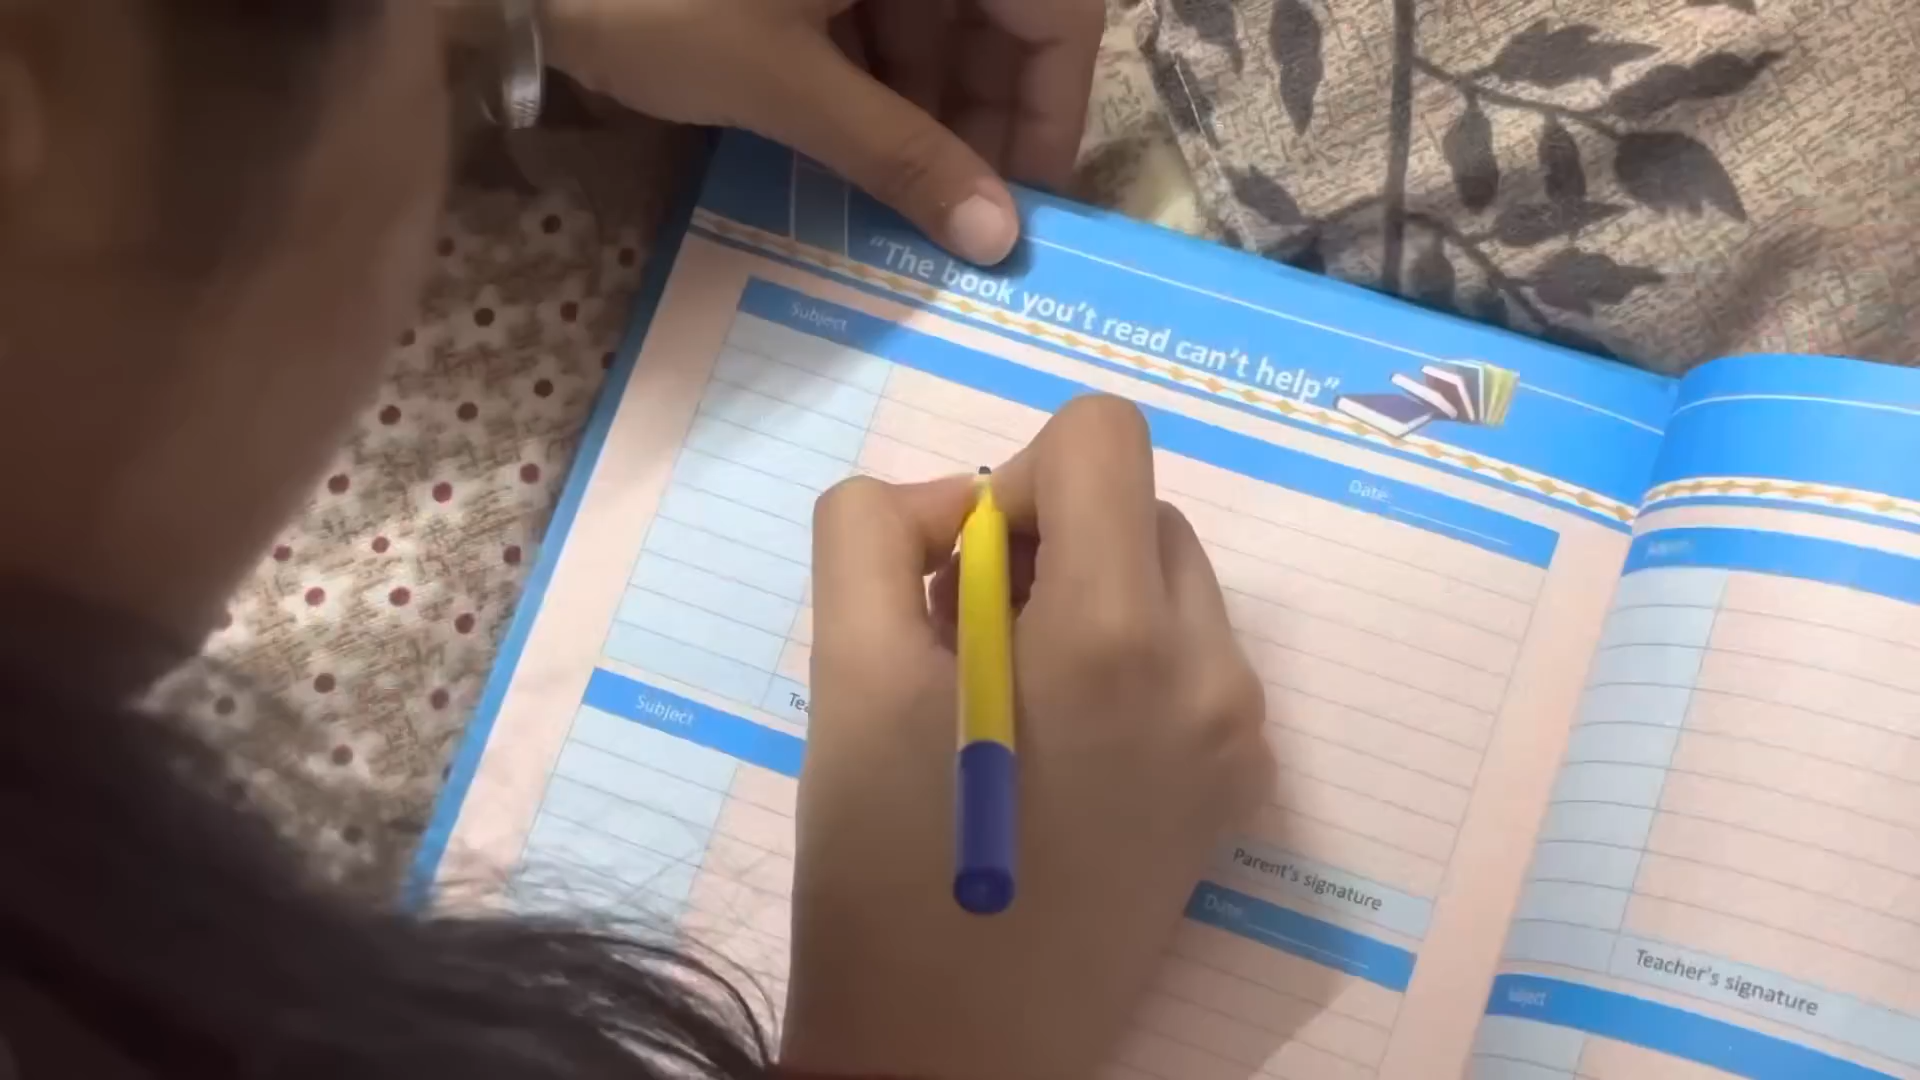 “The book you’t read can’t help”
Subject
Date:
Parent's signature
Subject
Date:
Teacher's signature